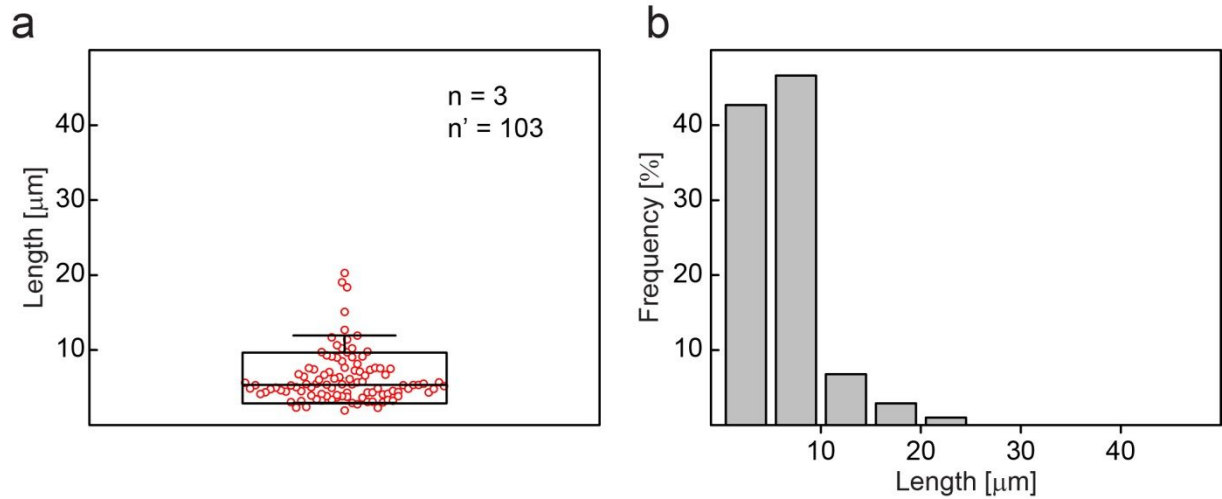 a
n = 3
n' = 103
40
30
20
10
Length [μm]
b
40
30
20
10
Frequency [%]
10 20 30 40
Length [μm]